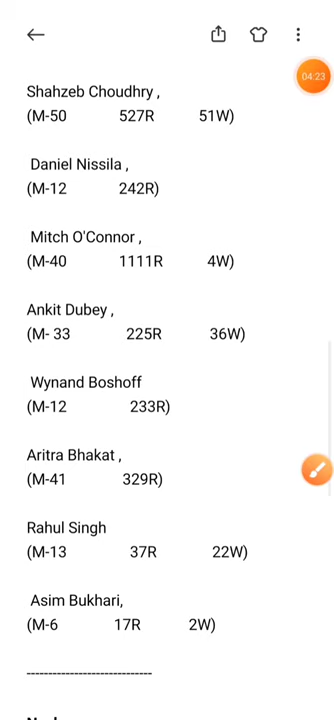 04:23
Shahzeb Choudhry ,
(M-50 527R 51W)
Daniel Nissila ,
(M-12 242R)
Mitch O'Connor ,
(M-40 1111R 4W)
Ankit Dubey ,
(M- 33 225R 36W)
Wynand Boshoff
(M-12 233R)
Aritra Bhakat ,
(M-41 329R)
Rahul Singh
(M-13 37R 22W)
Asim Bukhari,
(M-6 17R 2W)
-----------------------------